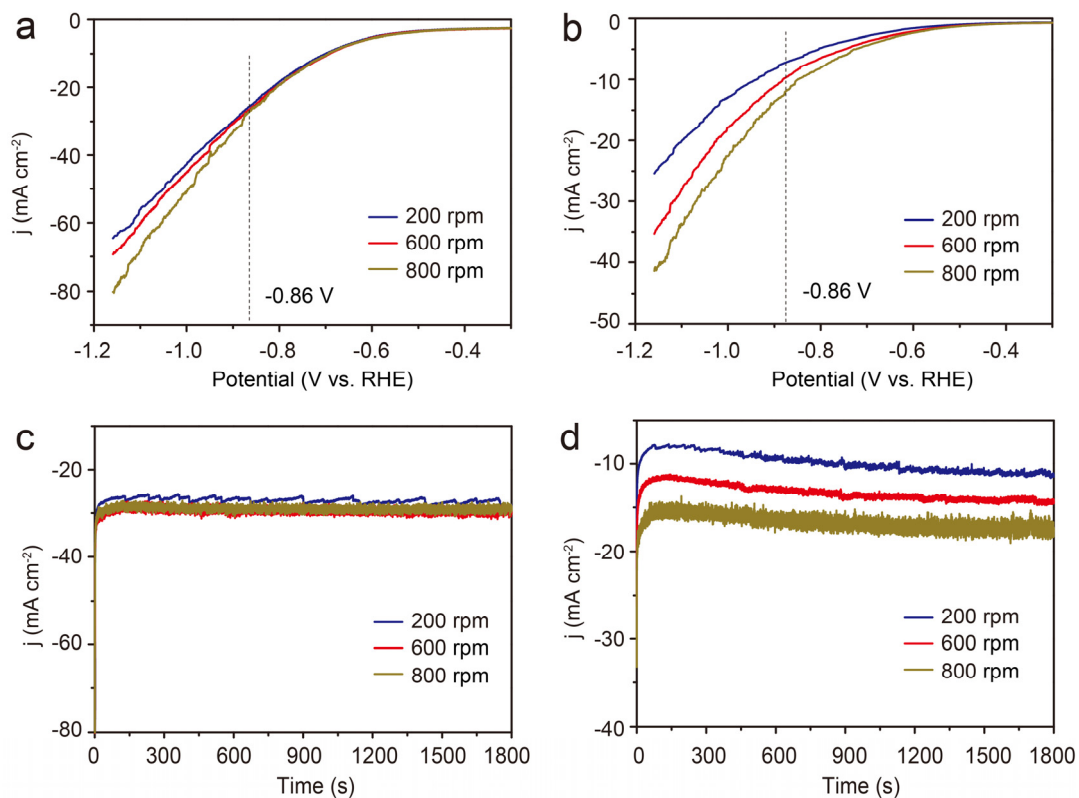 a
0
-20
-40
-60
-80
j (mA cm⁻²)
200 rpm
600 rpm
800 rpm
-0.86 V
-1.2 -1.0 -0.8 -0.6 -0.4
Potential (V vs. RHE)
b
0
-10
-20
-30
-40
-50
j (mA cm⁻²)
200 rpm
600 rpm
800 rpm
-0.86 V
-1.2 -1.0 -0.8 -0.6 -0.4
Potential (V vs. RHE)
c
-20
-40
-60
-80
j (mA cm⁻²)
200 rpm
600 rpm
800 rpm
0 300 600 900 1200 1500 1800
Time (s)
d
-10
-20
-30
-40
j (mA cm⁻²)
200 rpm
600 rpm
800 rpm
0 300 600 900 1200 1500 1800
Time (s)